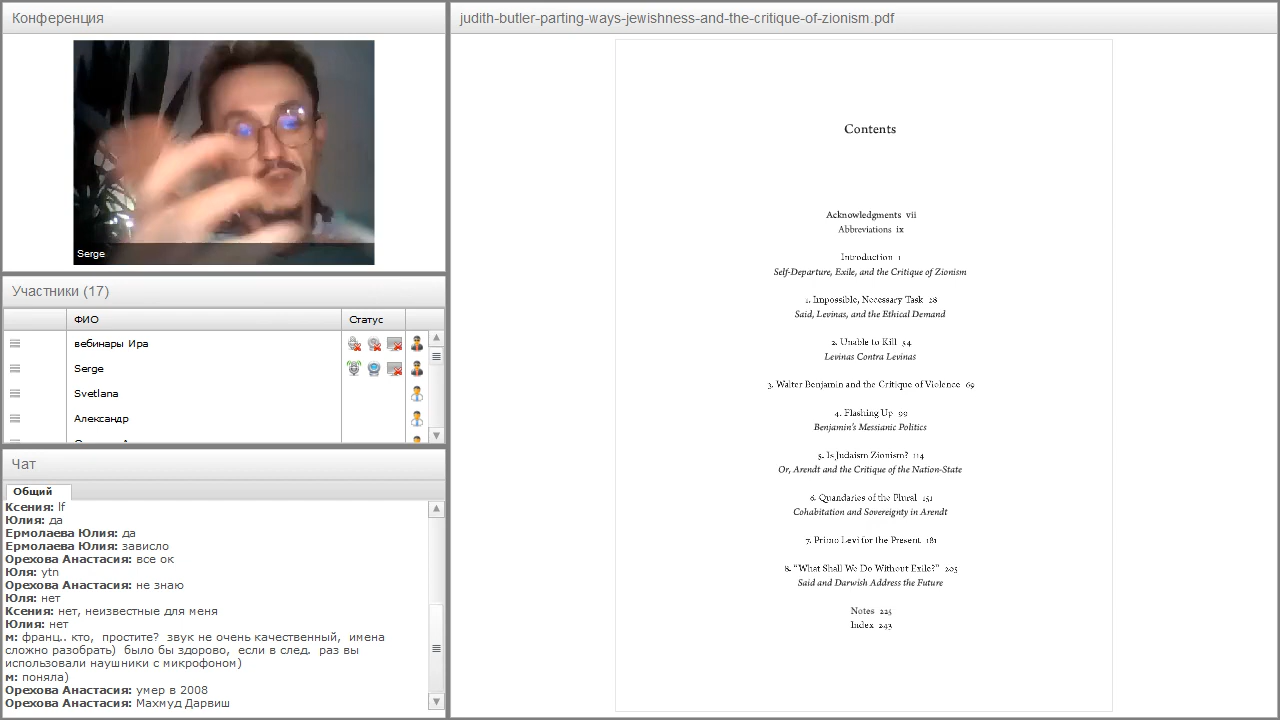 Конференция
Serge
Участники (17)
ФИО
Статус
вебинары Ира
Serge
Svetlana
Александр
Чат
Общий
Ксения: lf
Юлия: да
Ермолаева Юлия: да
Ермолаева Юлия: зависло
Орехова Анастасия: все ок
Юля: ytn
Орехова Анастасия: не знаю
Юля: нет
Ксения: нет, неизвестные для меня
Юлия: нет
м: франц.. кто, простите? звук не очень качественный, имена
сложно разобрать) было бы здорово, если в след. раз вы
использовали наушники с микрофоном)
м: поняла)
Орехова Анастасия: умер в 2008
Орехова Анастасия: Махмуд Дарвиш
judith-butler-parting-ways-jewishness-and-the-critique-of-zionism.pdf
Contents
Acknowledgments vii
Abbreviations ix
Introduction 1
Self-Departure, Exile, and the Critique of Zionism
1. Impossible, Necessary Task 28
Said, Levinas, and the Ethical Demand
2. Unable to Kill 54
Levinas Contra Levinas
3. Walter Benjamin and the Critique of Violence 69
4. Flashing Up 99
Benjamin's Messianic Politics
5. Is Judaism Zionism? 114
Or, Arendt and the Critique of the Nation-State
6. Quandaries of the Plural 151
Cohabitation and Sovereignty in Arendt
7. Primo Levi for the Present 181
8. “What Shall We Do Without Exile?” 205
Said and Darwish Address the Future
Notes 225
Index 243